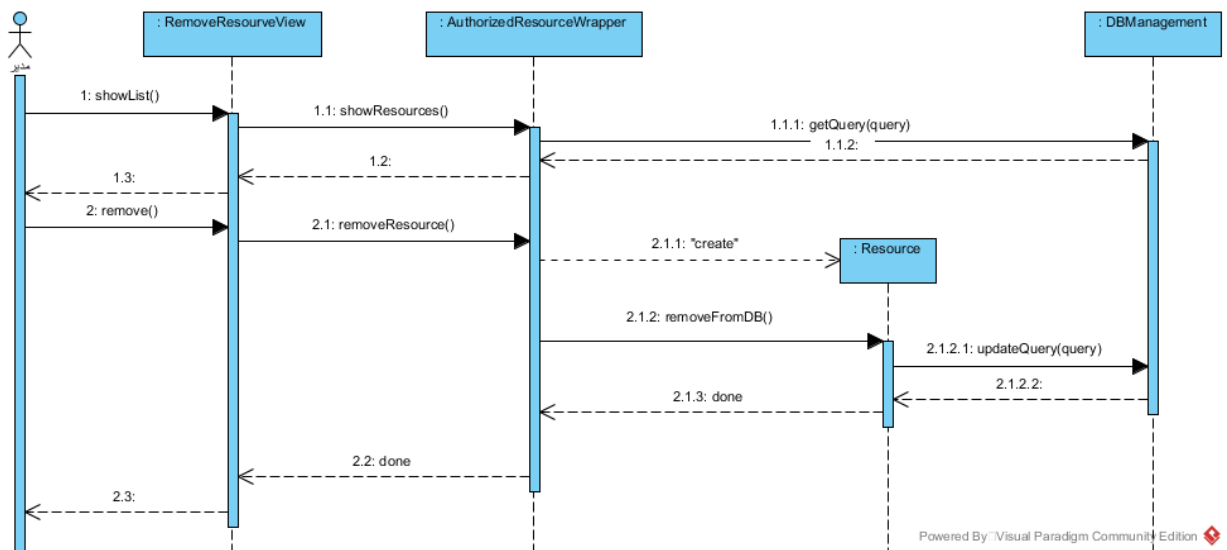 : RemoveResourveView
: AuthorizedResourceWrapper
: DBManagement
مدیر
1: showList()
1.1: showResources()
1.1.1: getQuery(query)
1.1.2:
1.2:
1.3:
2: remove()
2.1: removeResource()
2.1.1: "create"
: Resource
2.1.2: removeFromDB()
2.1.2.1: updateQuery(query)
2.1.2.2:
2.1.3: done
2.2: done
2.3:
Powered By Visual Paradigm Community Edition